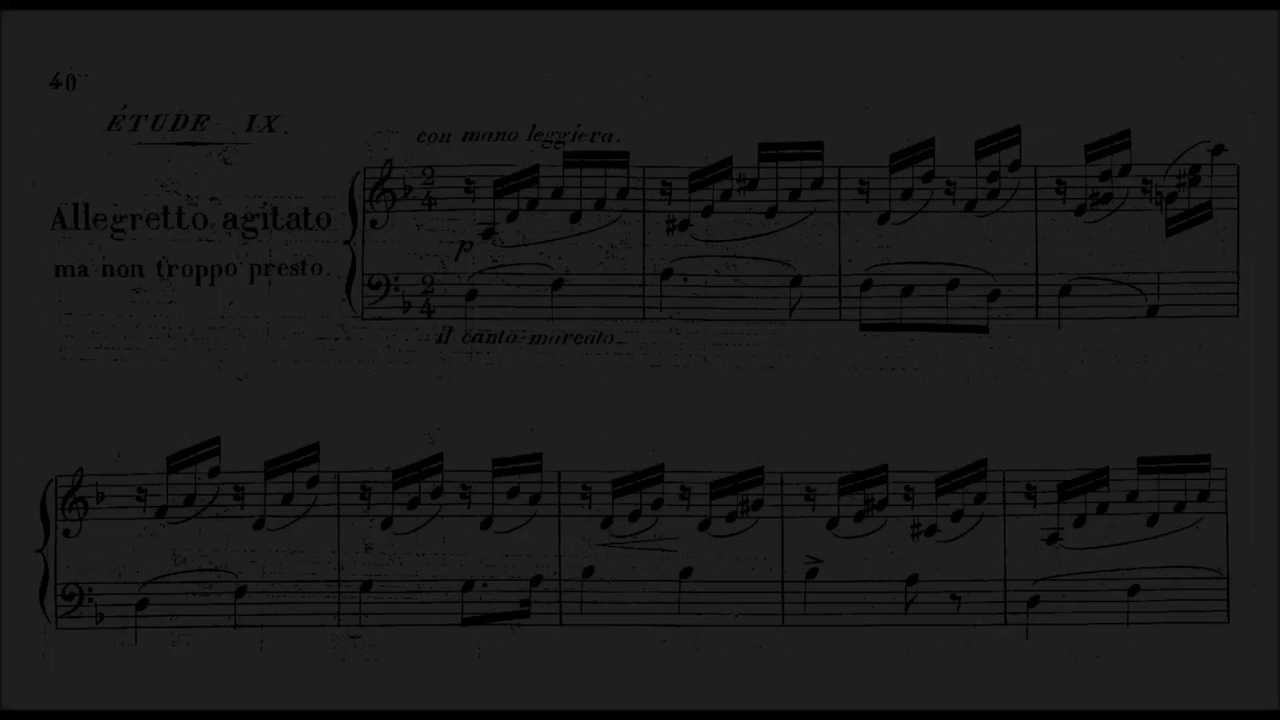 40
ÉTUDE IX.
con mano leggiera.
Allegretto agitato
ma non troppo presto.
p
il canto marcato.